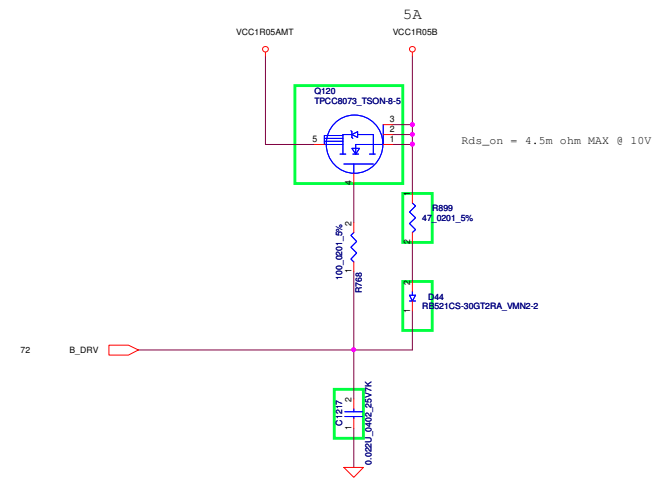 5A
VCC1R05AMT
VCC1R05B
Q120
TPCC8073_TSON-8-5
3
2
5
1
4
Rds_on = 4.5m ohm MAX @ 10V
1
R899
47_0201_5%
2
2
100_0201_5%
1
R768
2
D44
RB521CS-30GT2RA_VMN2-2
1
72
B_DRV
2
C1217
1
0.022U_0402_25V7K